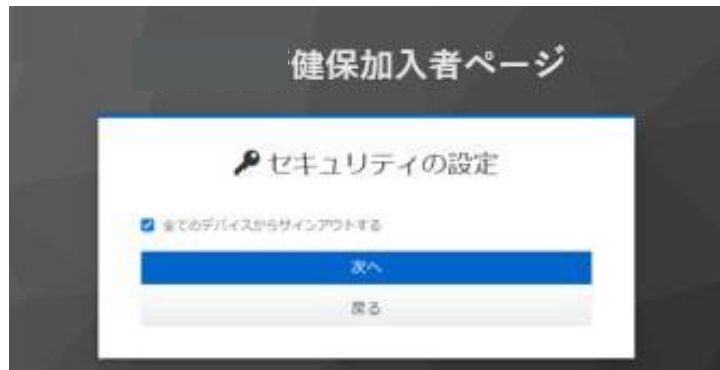 健保加入者ページ
セキュリティの設定
全てのデバイスからサインアウトする
次へ
戻る